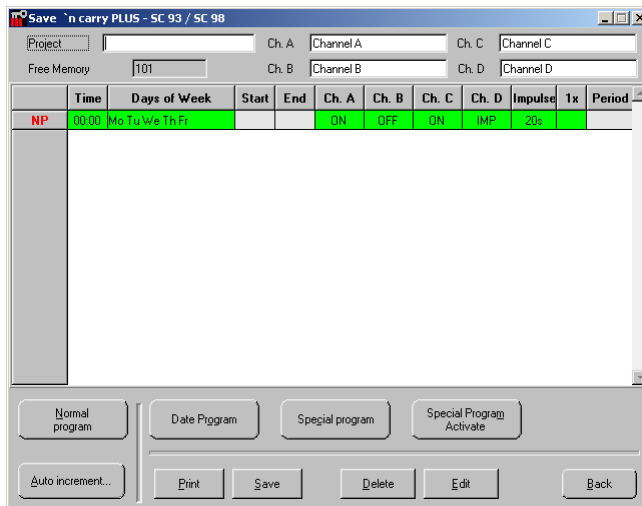 Save `n carry PLUS - SC 93 / SC 98
Project Ch. A Channel A Ch. C Channel C
Free Memory 101 Ch. B Channel B Ch. D Channel D
Time Days of Week Start End Ch. A Ch. B Ch. C Ch. D Impulse 1x Period
NP 00:00 Mo Tu We Th Fr ON OFF ON IMP 20s
Normal program Date Program Special program Special Program Activate
Auto increment... Print Save Delete Edit Back